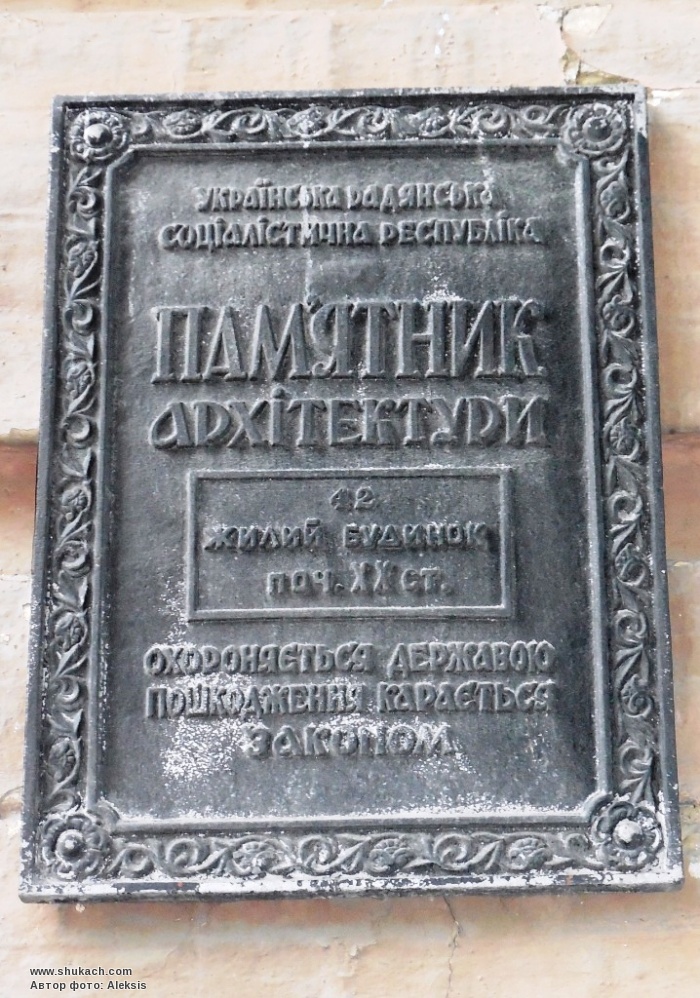 Українська Радянська
Соціалістична Республіка
ПАМ'ЯТНИК
АРХІТЕКТУРИ
42
ЖИЛИЙ БУДИНОК
поч. XX ст.
ОХОРОНЯЄТЬСЯ ДЕРЖАВОЮ
ПОШКОДЖЕННЯ КАРАЄТЬСЯ
ЗАКОНОМ
www.shukach.com
Автор фото: Aleksis